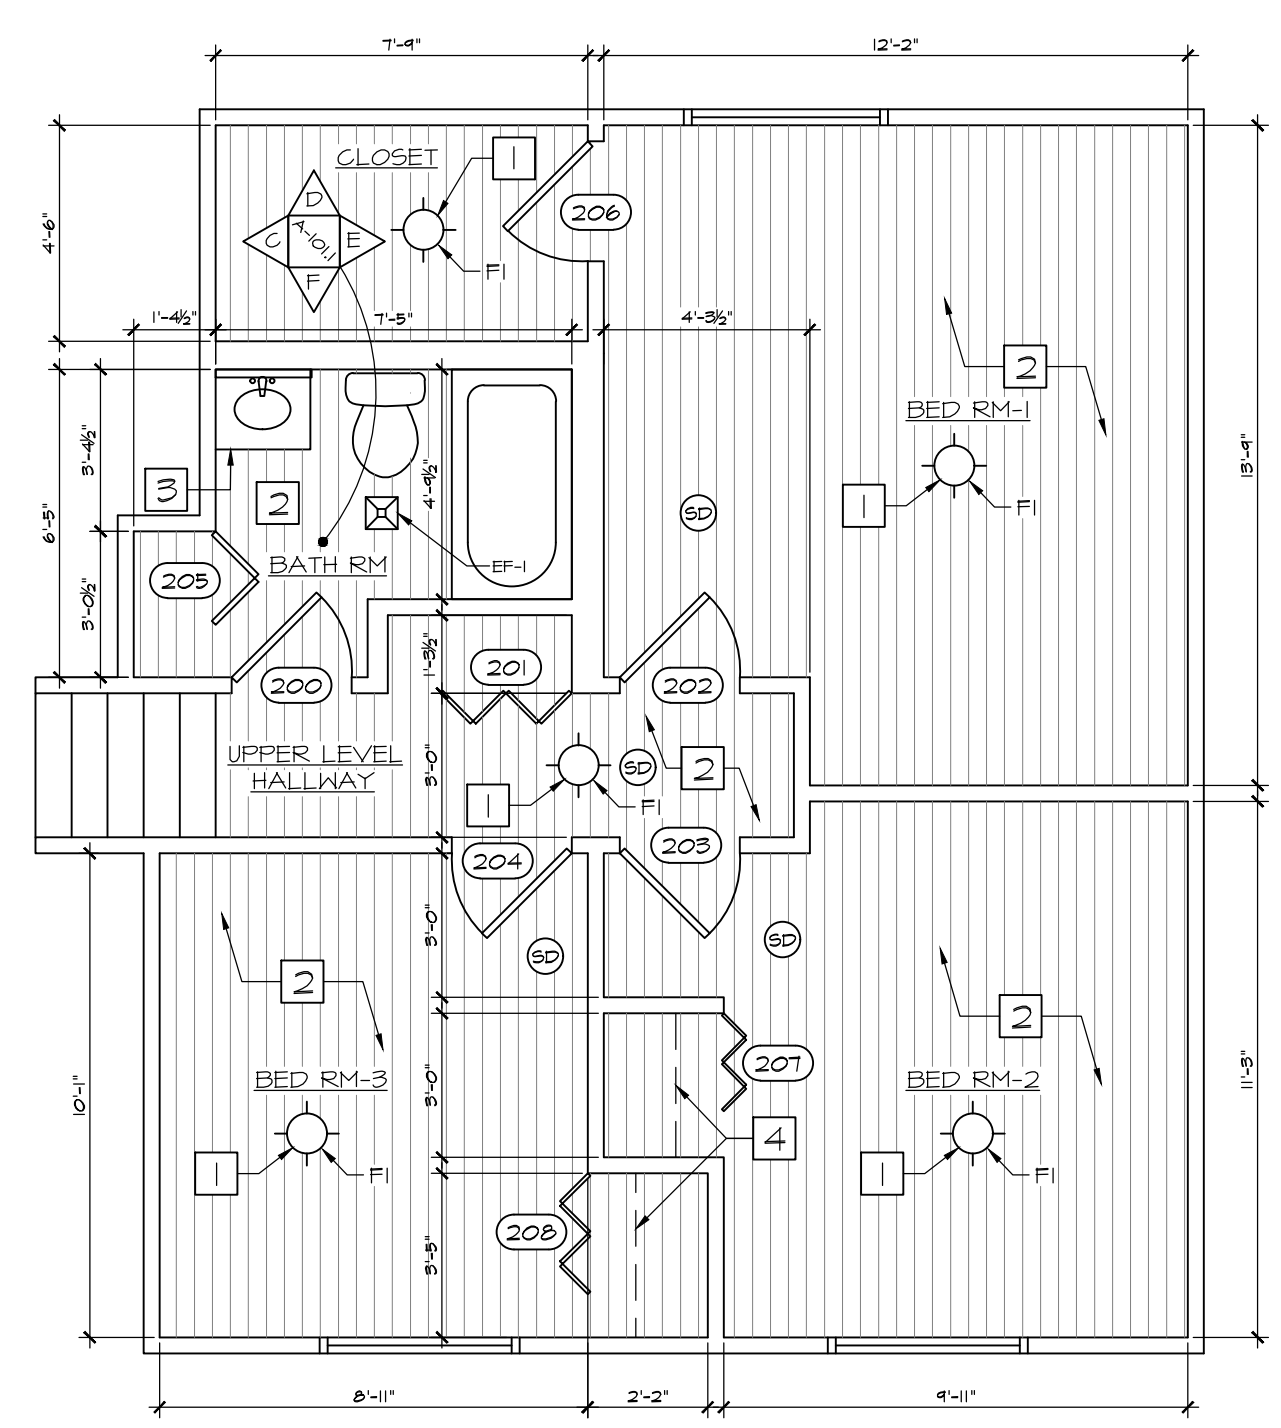 7'-9"
12'-2"
CLOSET
1
206
D
C
A-101.1
E
F
F1
4'-6"
1'-4½"
7'-5"
4'-3½"
2
BED RM-1
13'-9"
3'-4½"
4'-9½"
3
2
1
F1
SD
6'-5"
EF-1
BATH RM
205
3'-0½"
1'-3½"
201
200
202
UPPER LEVEL
HALLWAY
3'-0"
SD
2
1
F1
203
204
3'-0"
SD
SD
2
2
BED RM-3
207
BED RM-2
10'-1"
3'-0"
11'-3"
4
1
F1
1
F1
208
3'-5"
8'-11"
2'-2"
9'-11"